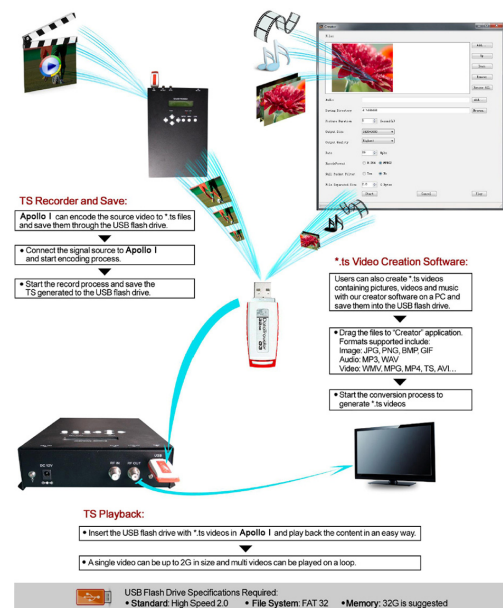 Creator
TS Recorder and Save:
Apollo I can encode the source video to *.ts files
and save them through the USB flash drive.
• Connect the signal source to Apollo I
and start encoding process.
• Start the record process and save the
TS generated to the USB flash drive.
*.ts Video Creation Software:
Users can also create *.ts videos
containing pictures, videos and music
with our creator software on a PC and
save them into the USB flash drive.
• Drag the files to "Creator" application.
Formats supported include:
Image: JPG, PNG, BMP, GIF
Audio: MP3, WAV
Video: WMV, MPG, MP4, TS, AVI...
• Start the conversion process to
generate *.ts videos
DC 12V
RF IN
RF OUT
USB
TS Playback:
• Insert the USB flash drive with *.ts videos in Apollo I and play back the content in an easy way.
• A single video can be up to 2G in size and multi videos can be played on a loop.
USB Flash Drive Specifications Required:
• Standard: High Speed 2.0 • File System: FAT 32 • Memory: 32G is suggested